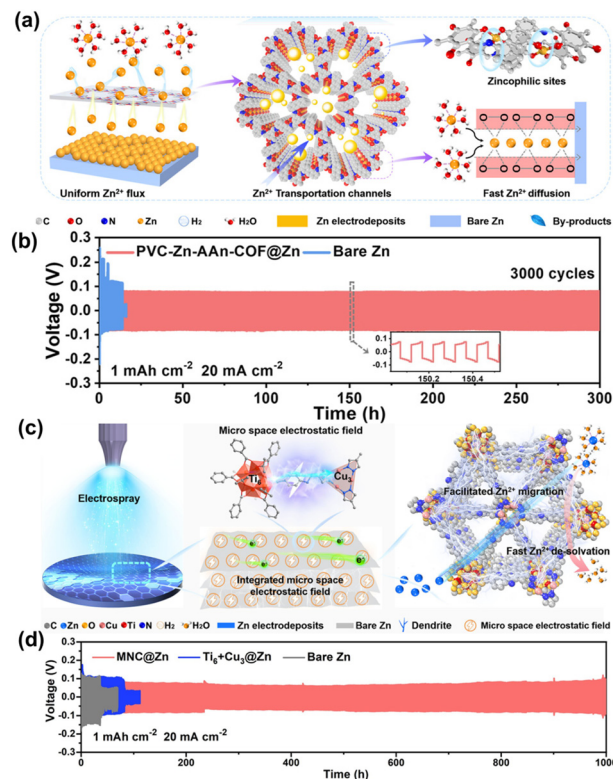 (a)
Zincophilic sites
Uniform Zn²⁺ flux
Zn²⁺ Transportation channels
Fast Zn²⁺ diffusion
C O N Zn H₂ H₂O Zn electrodeposits Bare Zn By-products
(b)
PVC-Zn-AAn-COF@Zn Bare Zn
3000 cycles
Voltage (V)
0.3
0.2
0.1
0.0
-0.1
-0.2
-0.3
0.1
0.0
-0.1
150.2 150.4
1 mAh cm⁻² 20 mA cm⁻²
0 50 100 150 200 250 300
Time (h)
(c)
Electrospray
Micro space electrostatic field
Ti₆
Cu₃
Integrated micro space
electrostatic field
Facilitated Zn²⁺ migration
Fast Zn²⁺ de-solvation
C Zn O Cu Ti N H₂ H₂O Zn electrodeposits Bare Zn Dendrite Micro space electrostatic field
(d)
MNC@Zn Ti₆+Cu₃@Zn Bare Zn
Voltage (V)
0.3
0.2
0.1
0.0
-0.1
-0.2
-0.3
1 mAh cm⁻² 20 mA cm⁻²
0 200 400 600 800 100
Time (h)